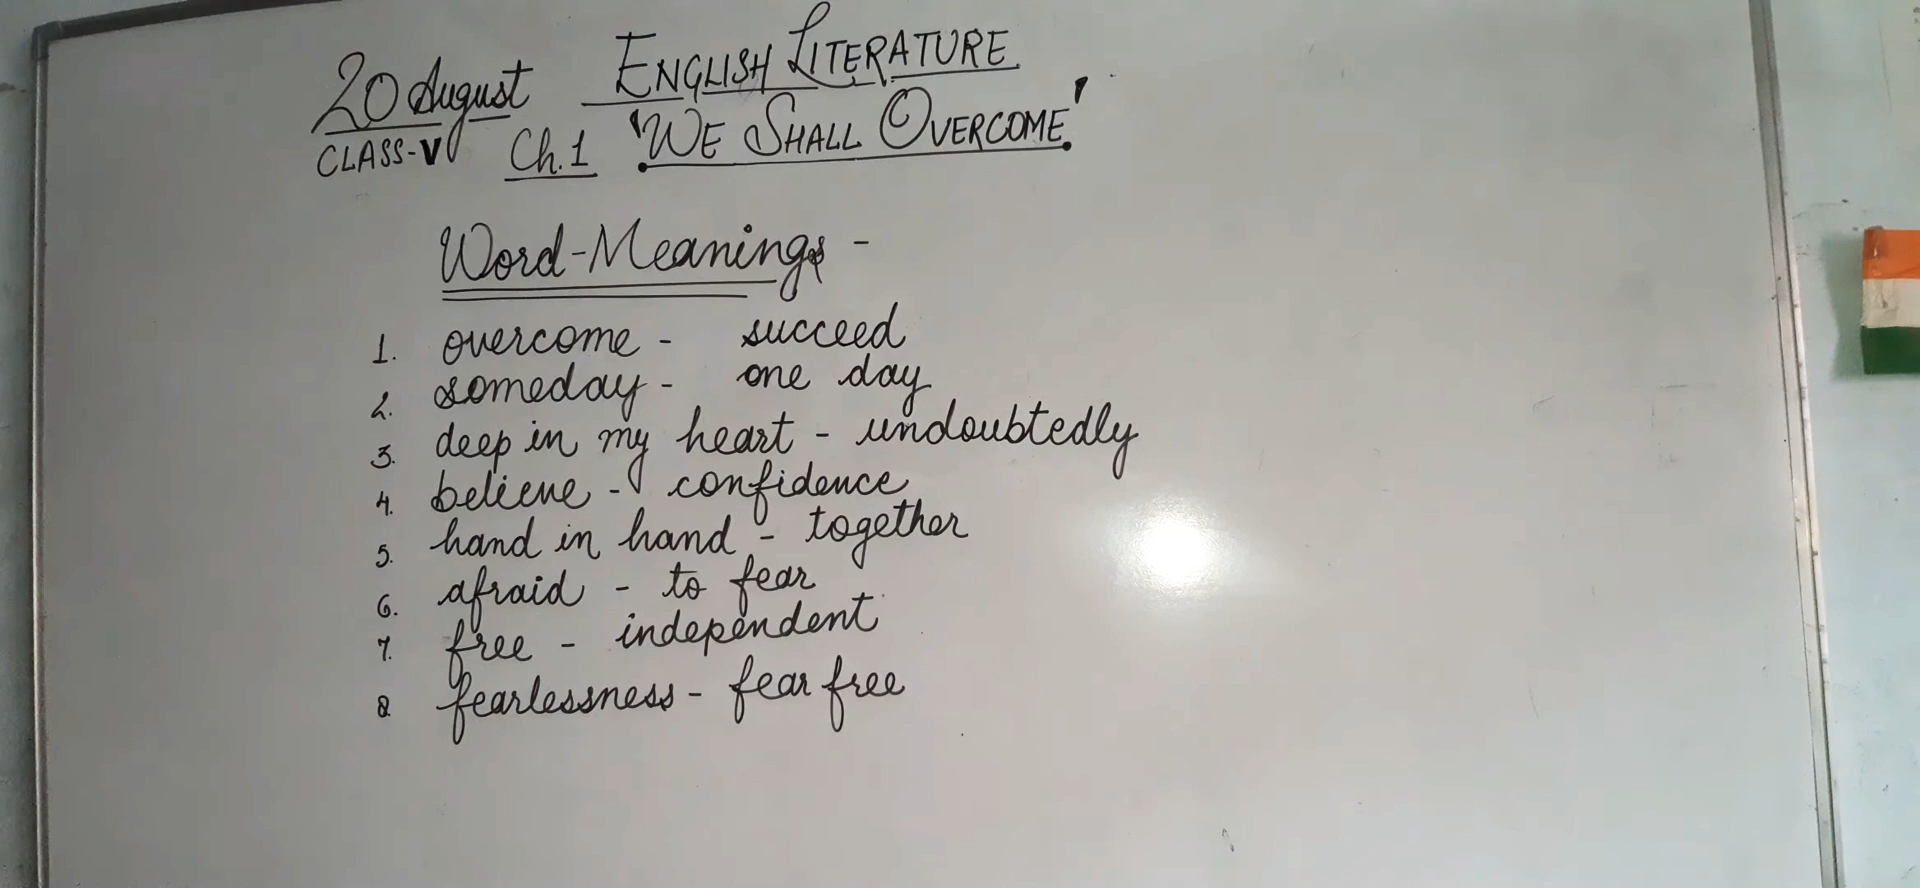 20 August ENGLISH LITERATURE
CLASS-V Ch.1 'WE SHALL OVERCOME'
Word-Meanings -
1. overcome - succeed
2. someday - one day
3. deep in my heart - undoubtedly
4. believe - confidence
5. hand in hand - together
6. afraid - to fear
7. free - independent
8. fearlessness - fear free